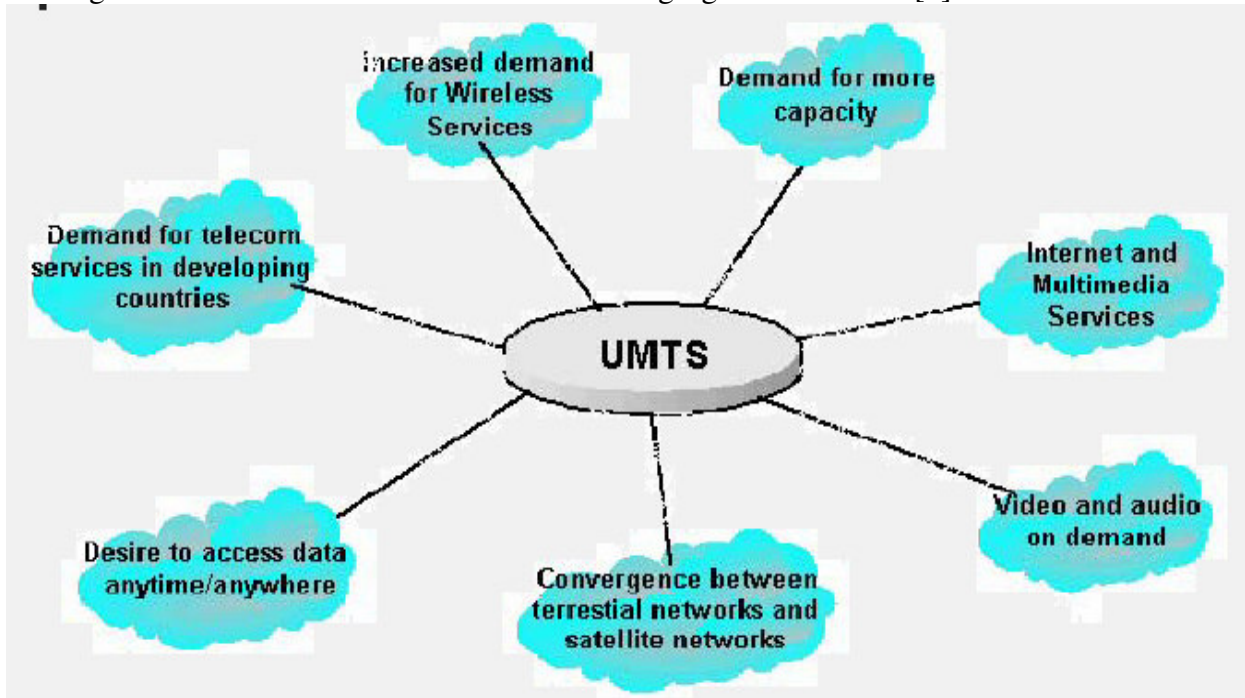 Increased demand
for Wireless
Services
Demand for more
capacity
Demand for telecom
services in developing
countries
Internet and
Multimedia
Services
UMTS
Video and audio
on demand
Desire to access data
anytime/anywhere
Convergence between
terrestial networks and
satellite networks